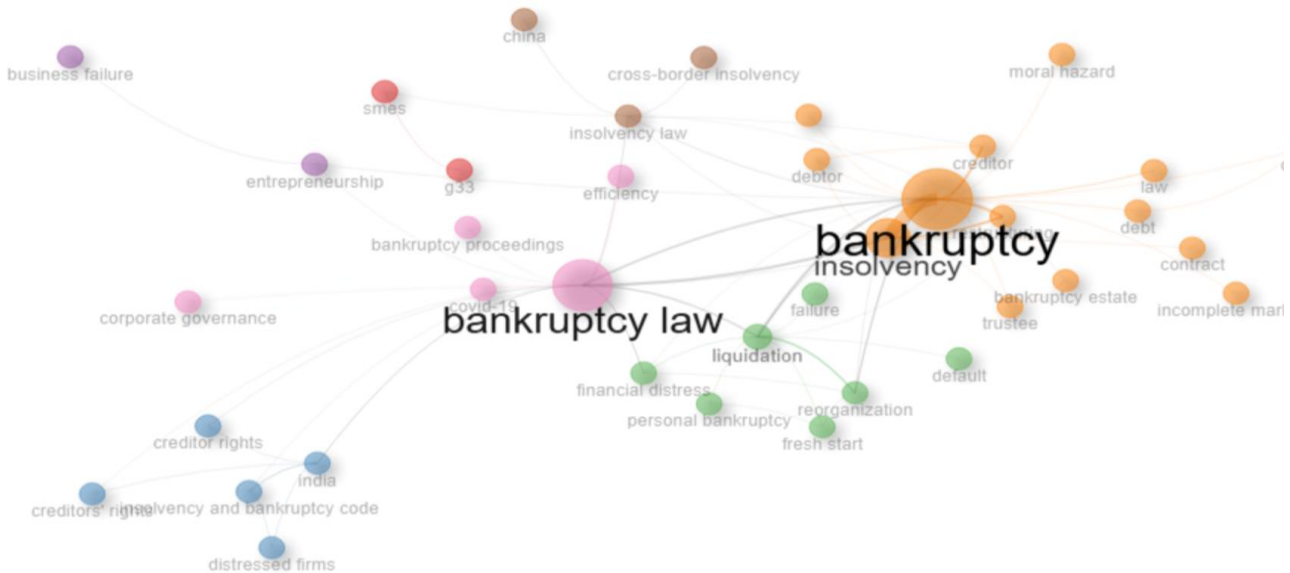 china
business failure
cross-border insolvency
moral hazard
smes
insolvency law
creditor
debtor
entrepreneurship
g33
efficiency
law
debt
bankruptcy proceedings
bankruptcy
contract
insolvency
bankruptcy estate
covid-19
failure
incomplete mar
corporate governance
bankruptcy law
trustee
liquidation
default
financial distress
reorganization
personal bankruptcy
creditor rights
fresh start
india
creditors' rights
insolvency and bankruptcy code
distressed firms